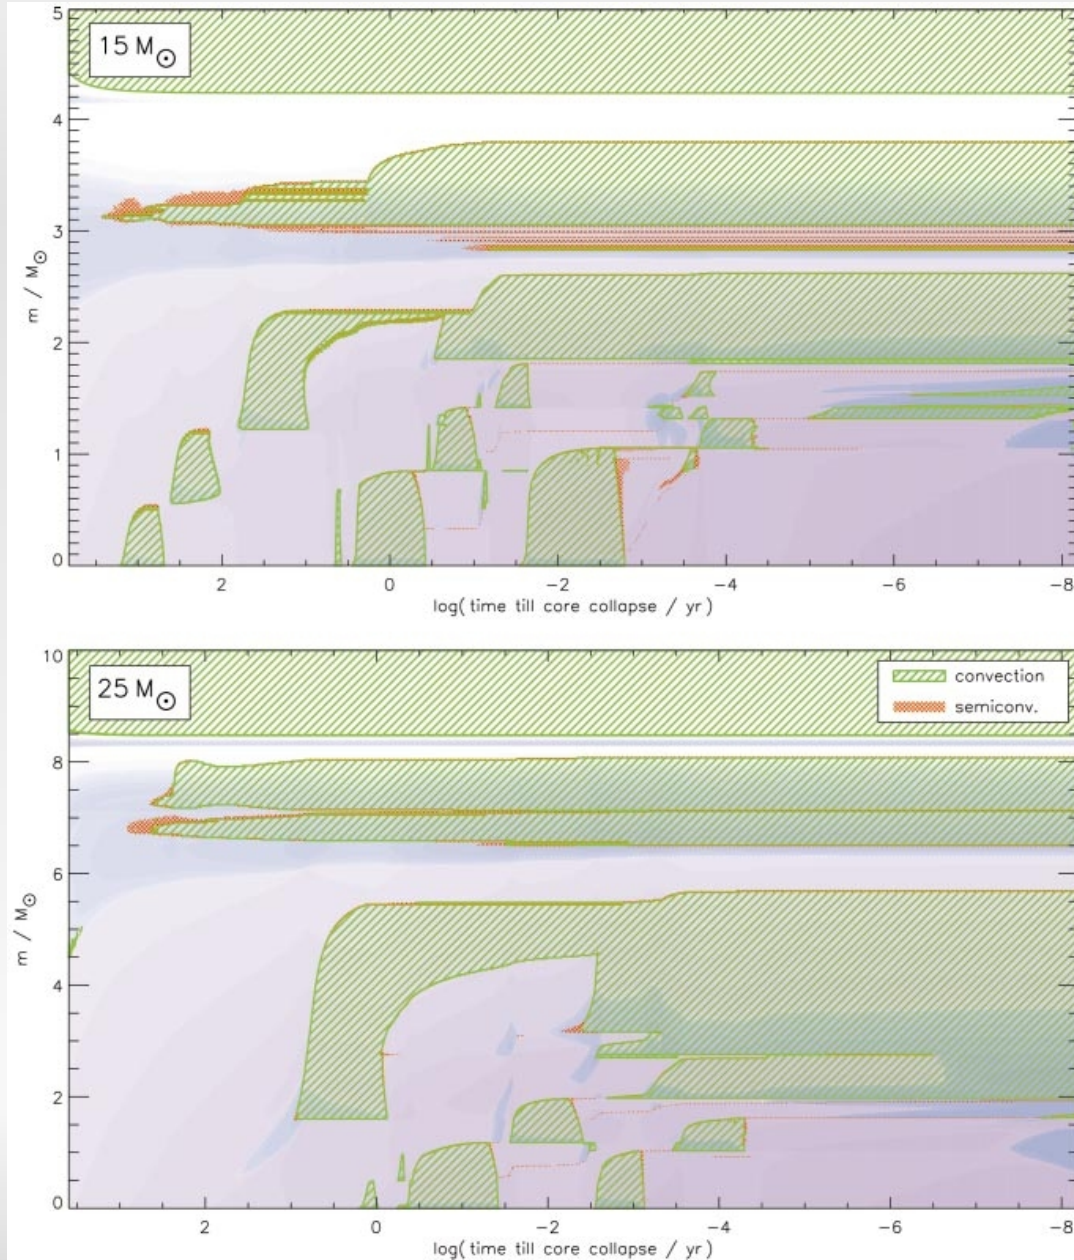 15 M☉
5
4
3
2
1
0
m / M☉
2 0 −2 −4 −6 −8
log( time till core collapse / yr )
25 M☉
convection
semiconv.
10
8
6
4
2
0
m / M☉
2 0 −2 −4 −6 −8
log( time till core collapse / yr )